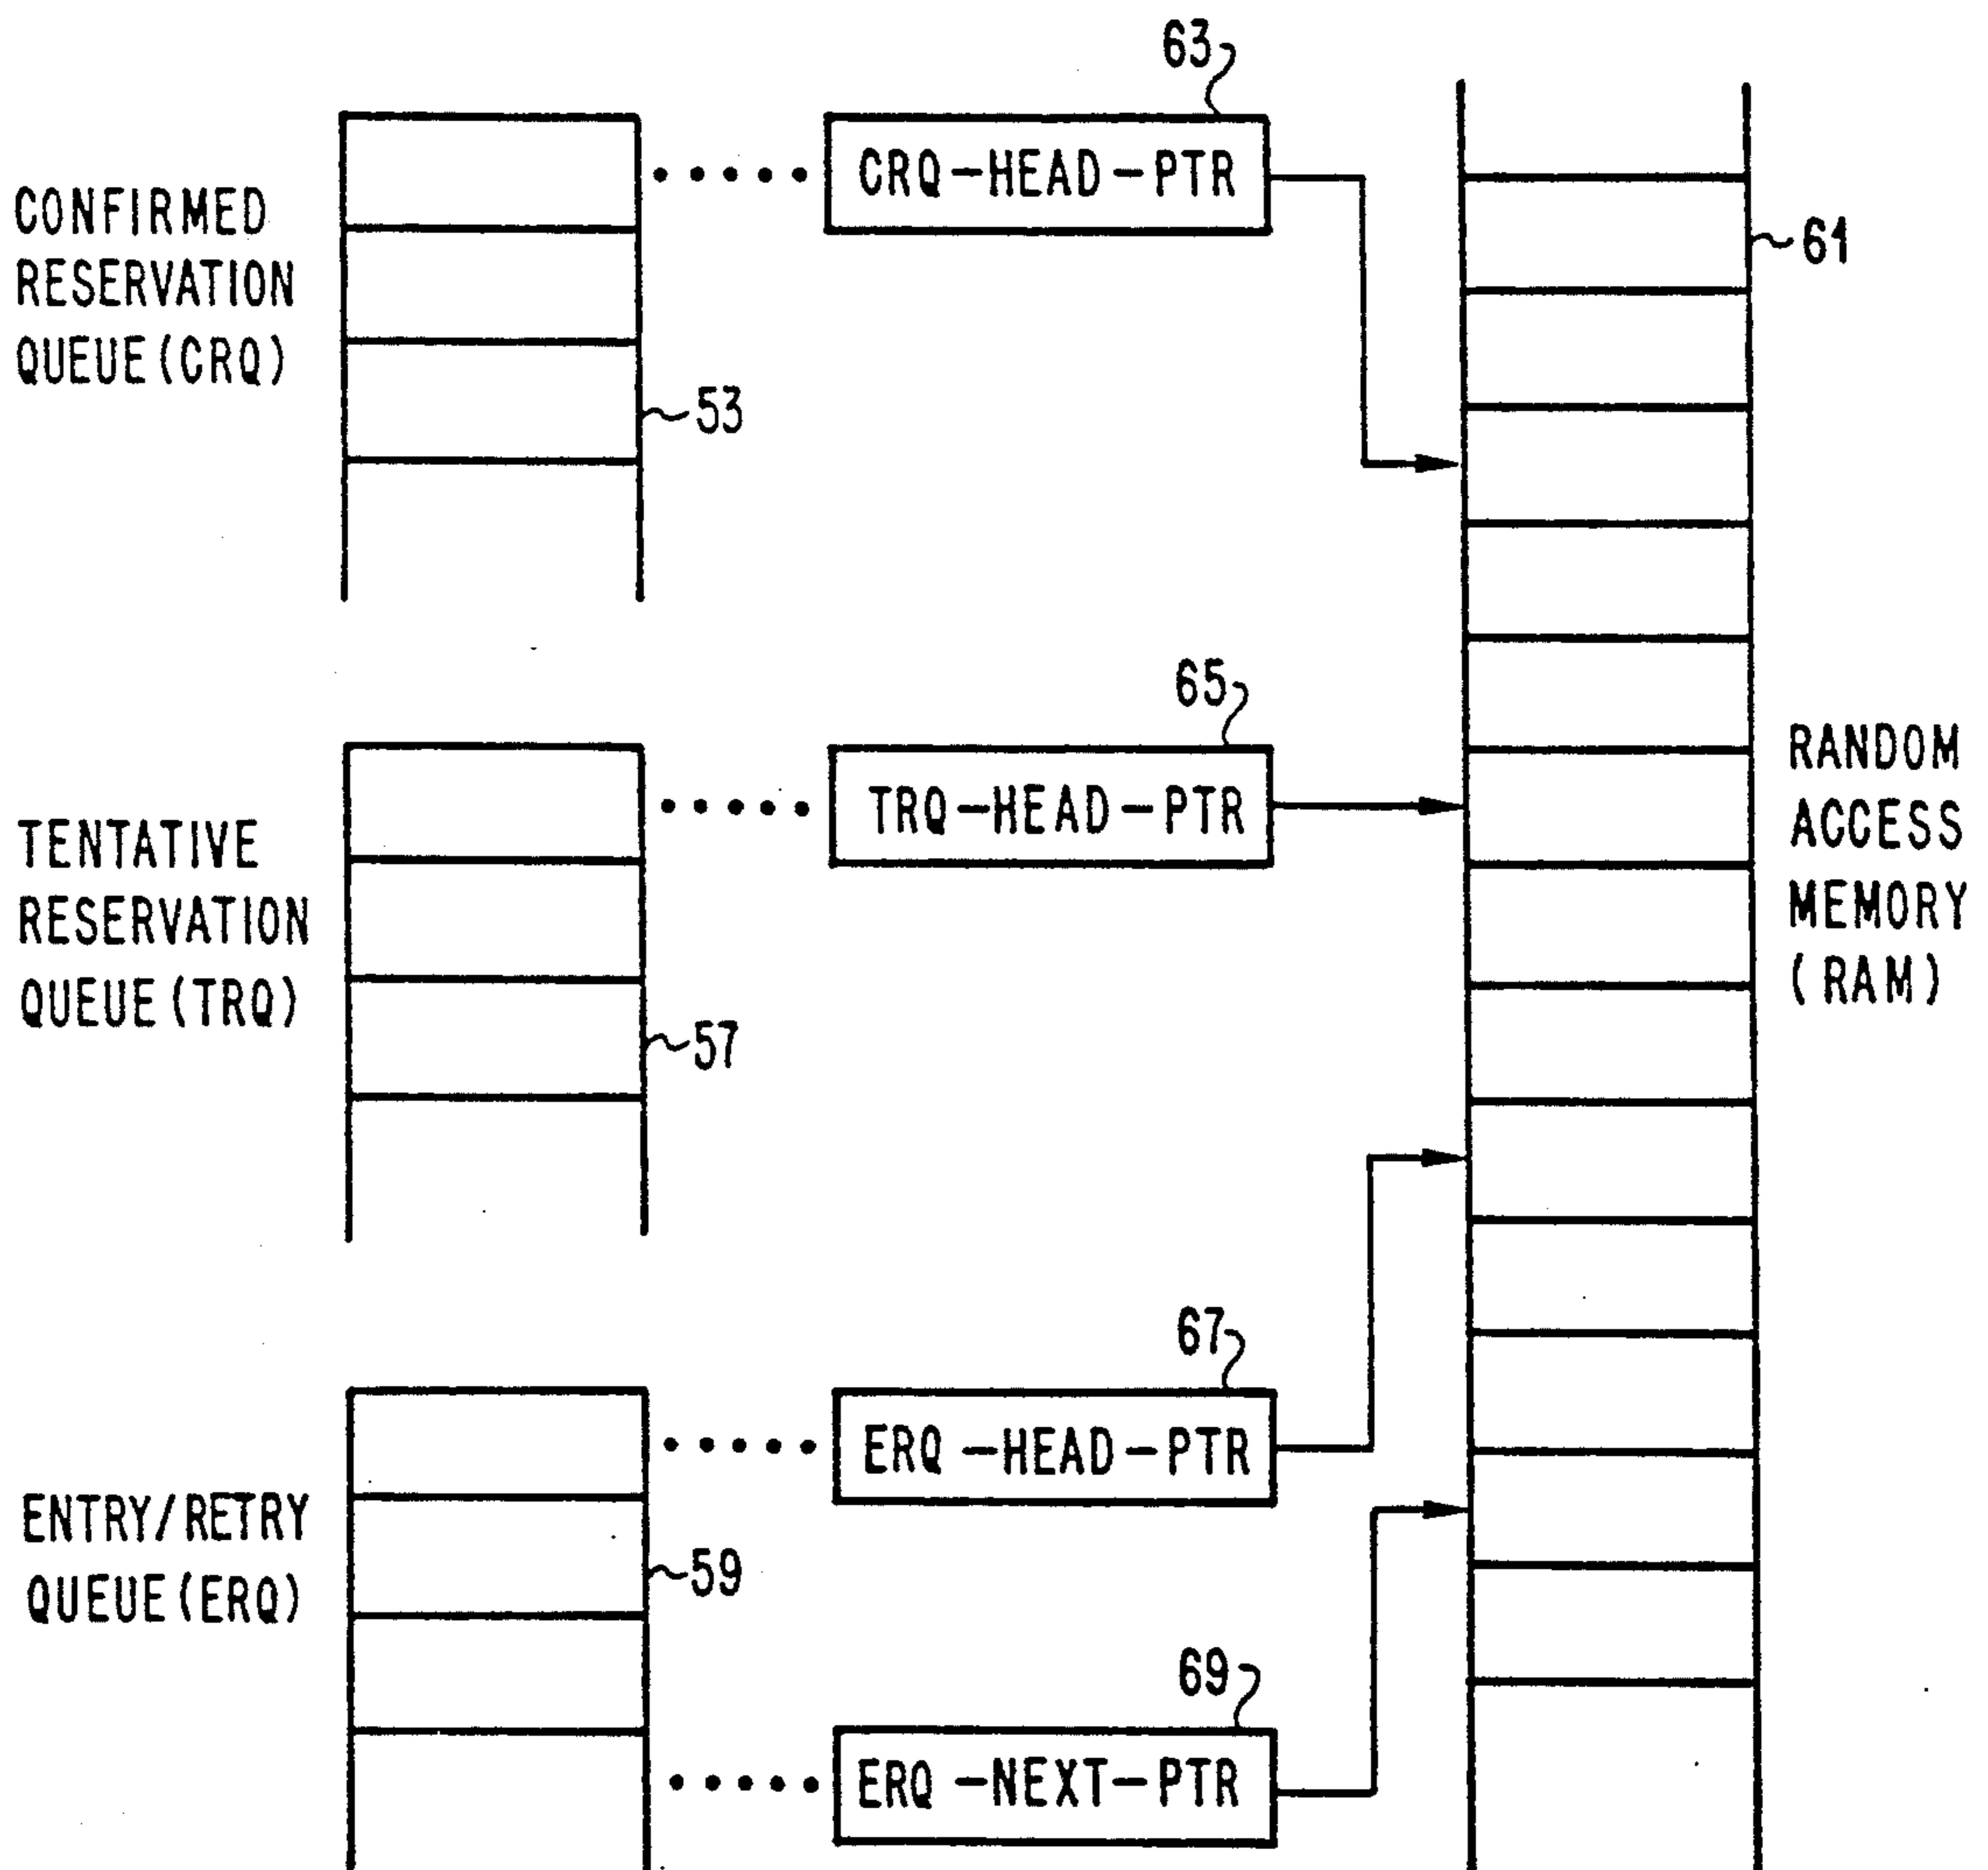 63
CRQ-HEAD-PTR
61
CONFIRMED
RESERVATION
QUEUE (CRQ)
53
65
TRQ-HEAD-PTR
RANDOM
ACCESS
MEMORY
(RAM)
TENTATIVE
RESERVATION
QUEUE (TRQ)
57
67
ERQ-HEAD-PTR
ENTRY/RETRY
QUEUE (ERQ)
59
69
ERQ-NEXT-PTR